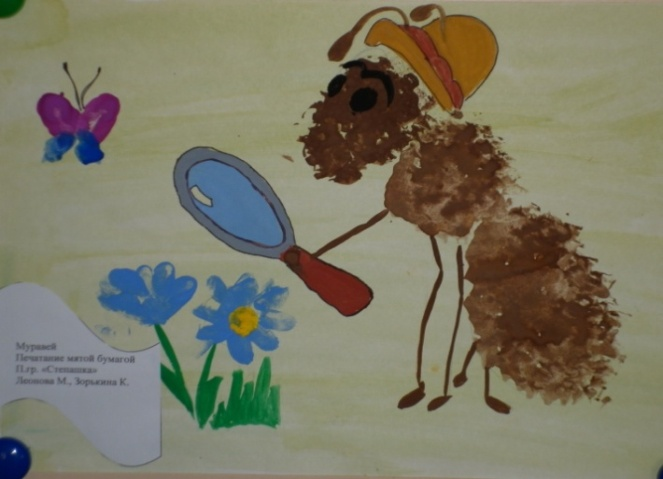 Муравей
Печатание мятой бумагой
П.гр. «Степашка»
Леонова М., Зорькина К.